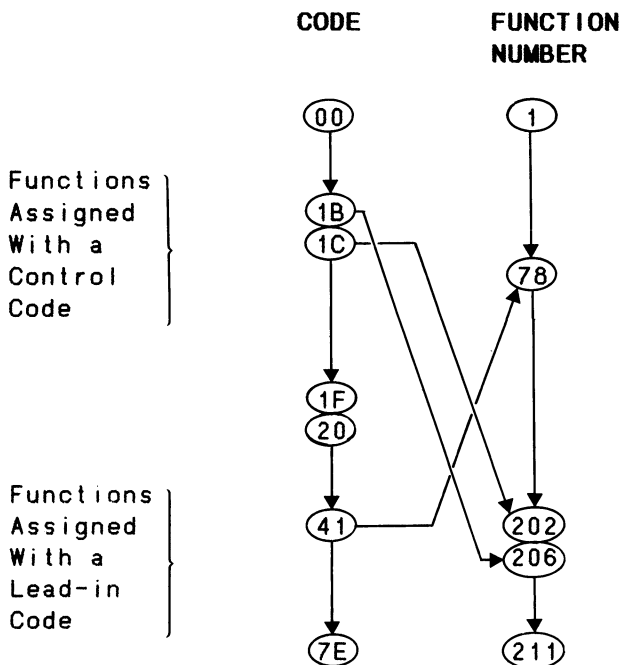 CODE
FUNCTION
NUMBER
00
1
Functions
Assigned
With a
Control
Code
1B
1C
78
1F
20
Functions
Assigned
With a
Lead-in
Code
41
202
206
7E
211